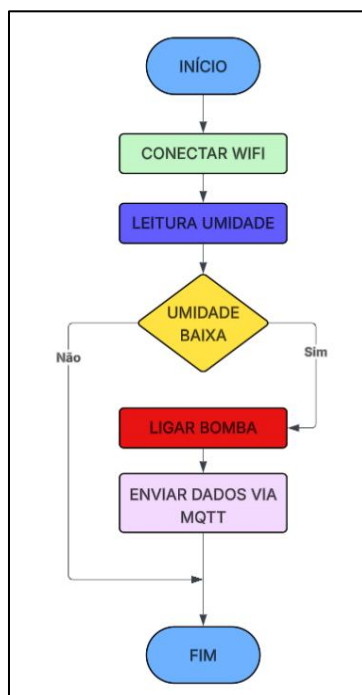 INÍCIO
CONECTAR WIFI
LEITURA UMIDADE
UMIDADE
BAIXA
Não
Sim
LIGAR BOMBA
ENVIAR DADOS VIA
MQTT
FIM